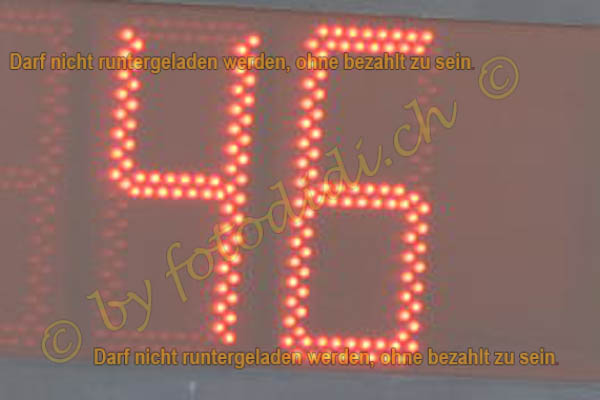 Darf nicht runtergeladen werden, ohne bezahlt zu sein.
46
© by fotodidi.ch ©
Darf nicht runtergeladen werden, ohne bezahlt zu sein.